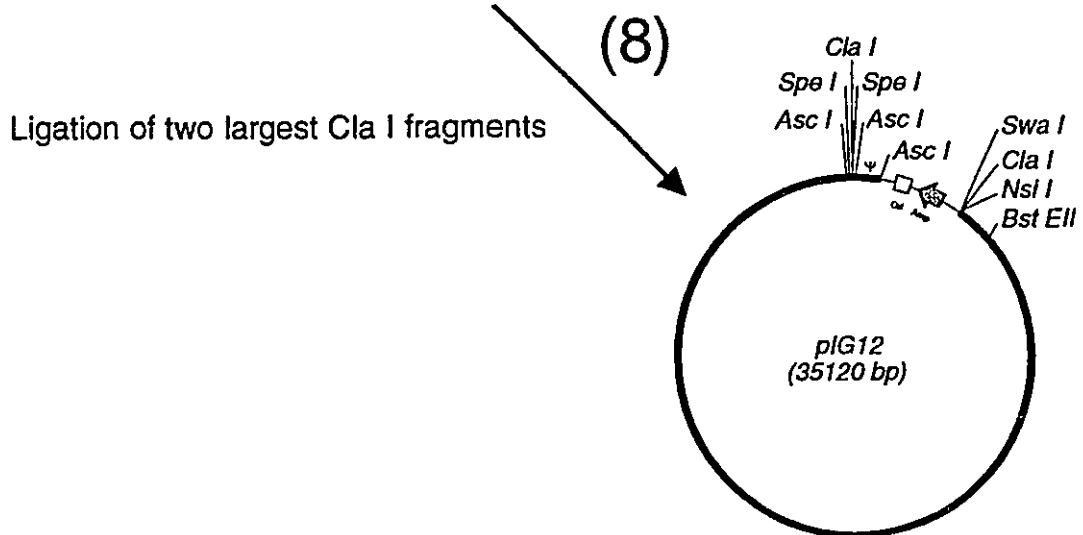 (8)
Ligation of two largest Cla I fragments
Cla I
Spe I Spe I
Asc I Asc I
Asc I
Ψ
Swa I
Cla I
Nsi I
Bst EII
pIG12
(35120 bp)